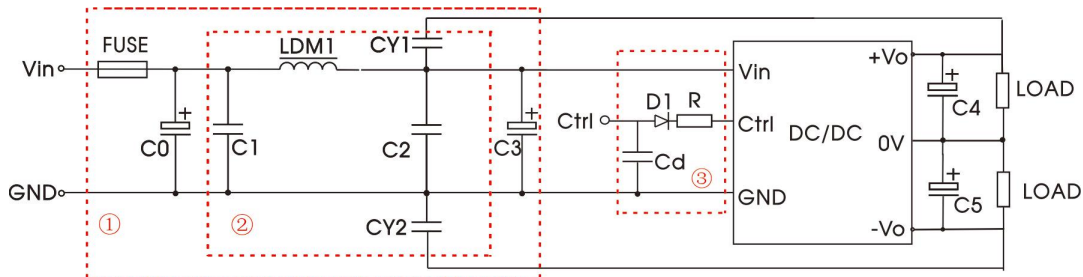 FUSE
LDM1
CY1
Vin
+
C0
C1
C2
+
C3
Ctrl
D1
R
Cd
Vin
Ctrl
GND
DC/DC
+Vo
0V
-Vo
+
C4
+
C5
LOAD
LOAD
GND
CY2
①
②
③